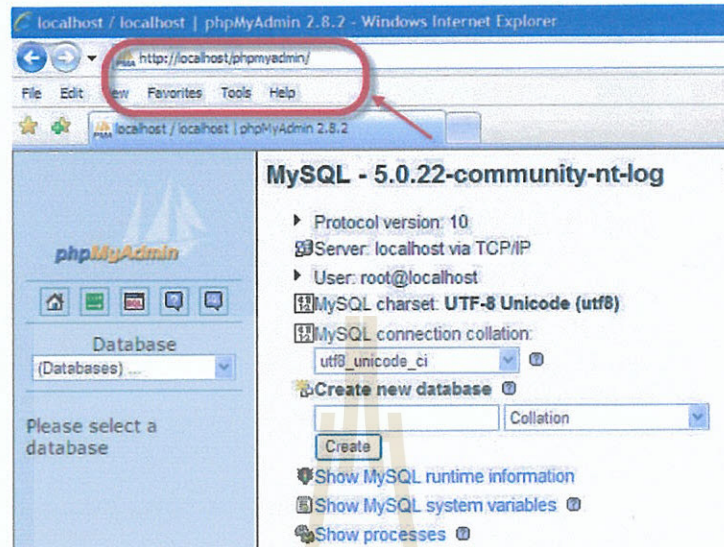 localhost / localhost | phpMyAdmin 2.8.2 - Windows Internet Explorer
http://localhost/phpmyadmin/
File Edit View Favorites Tools Help
localhost / localhost | phpMyAdmin 2.8.2
phpMyAdmin
Database
(Databases) ...
Please select a
database
MySQL - 5.0.22-community-nt-log
Protocol version: 10
Server: localhost via TCP/IP
User: root@localhost
MySQL charset: UTF-8 Unicode (utf8)
MySQL connection collation:
utf8_unicode_ci
Create new database
Collation
Create
Show MySQL runtime information
Show MySQL system variables
Show processes